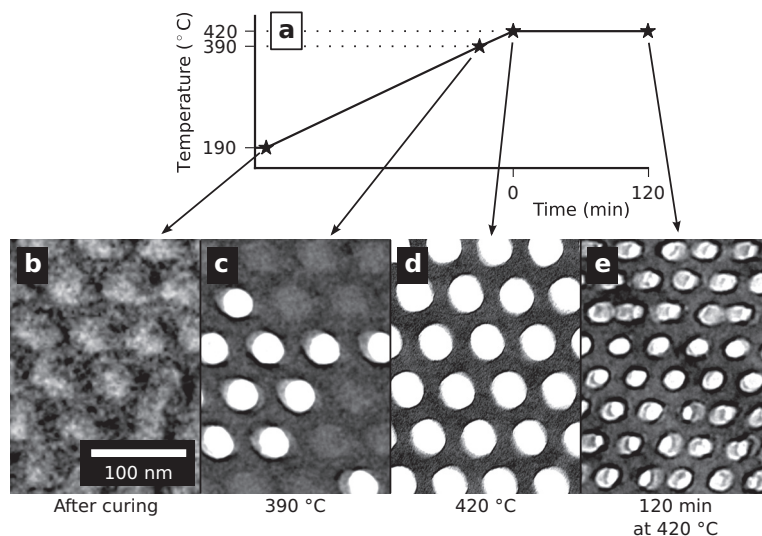 a
420
390
190
Temperature (°C)
0
120
Time (min)
b
c
d
e
100 nm
After curing
390 °C
420 °C
120 min
at 420 °C